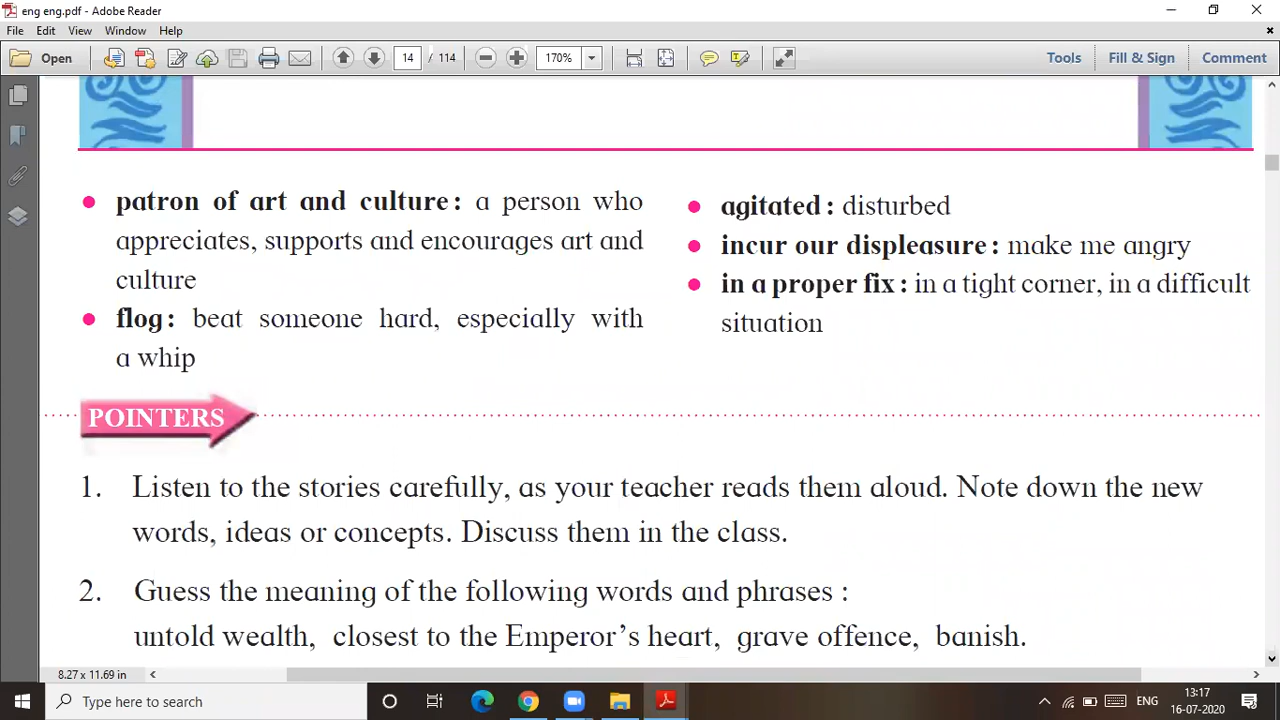 eng eng.pdf - Adobe Reader
File Edit View Window Help
Open 14 / 114 170% Tools Fill & Sign Comment
patron of art and culture : a person who
appreciates, supports and encourages art and
culture
flog : beat someone hard, especially with
a whip
agitated : disturbed
incur our displeasure : make me angry
in a proper fix : in a tight corner, in a difficult
situation
POINTERS
1. Listen to the stories carefully, as your teacher reads them aloud. Note down the new
words, ideas or concepts. Discuss them in the class.
2. Guess the meaning of the following words and phrases :
untold wealth, closest to the Emperor’s heart, grave offence, banish.
8.27 x 11.69 in
Type here to search
ENG
13:17
16-07-2020